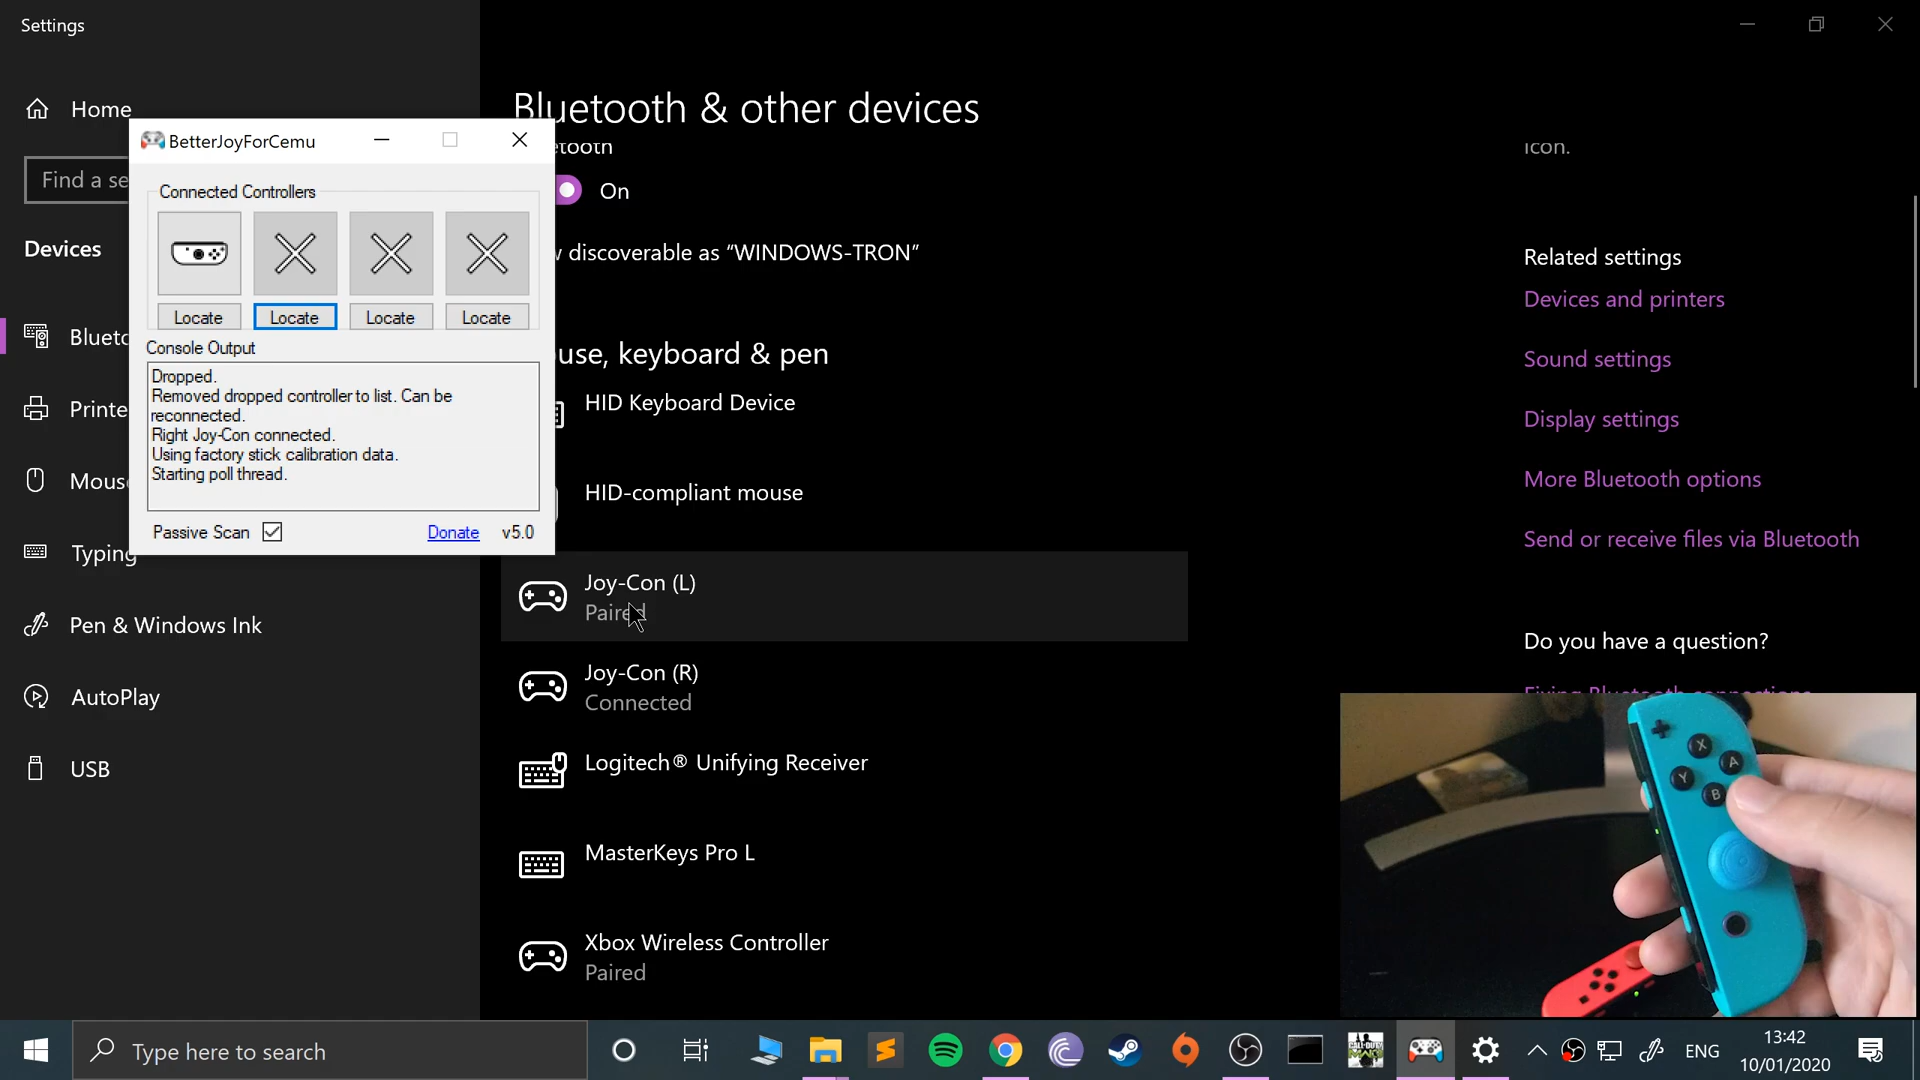 Settings
Home
Find a se
Devices
Blueto
Printe
Mous
Typing
Pen & Windows Ink
AutoPlay
USB
BetterJoyForCemu
Connected Controllers
Locate
Locate
Locate
Locate
Console Output
Dropped.
Removed dropped controller to list. Can be
reconnected.
Right Joy-Con connected.
Using factory stick calibration data.
Starting poll thread.
Passive Scan
Donate v5.0
Bluetooth & other devices
etooth
On
discoverable as “WINDOWS-TRON”
use, keyboard & pen
HID Keyboard Device
HID-compliant mouse
Joy-Con (L)
Paired
Joy-Con (R)
Connected
Logitech® Unifying Receiver
MasterKeys Pro L
Xbox Wireless Controller
Paired
icon.
Related settings
Devices and printers
Sound settings
Display settings
More Bluetooth options
Send or receive files via Bluetooth
Do you have a question?
Fixing Bluetooth connections
X
A
Y
B
Type here to search
ENG
13:42
10/01/2020